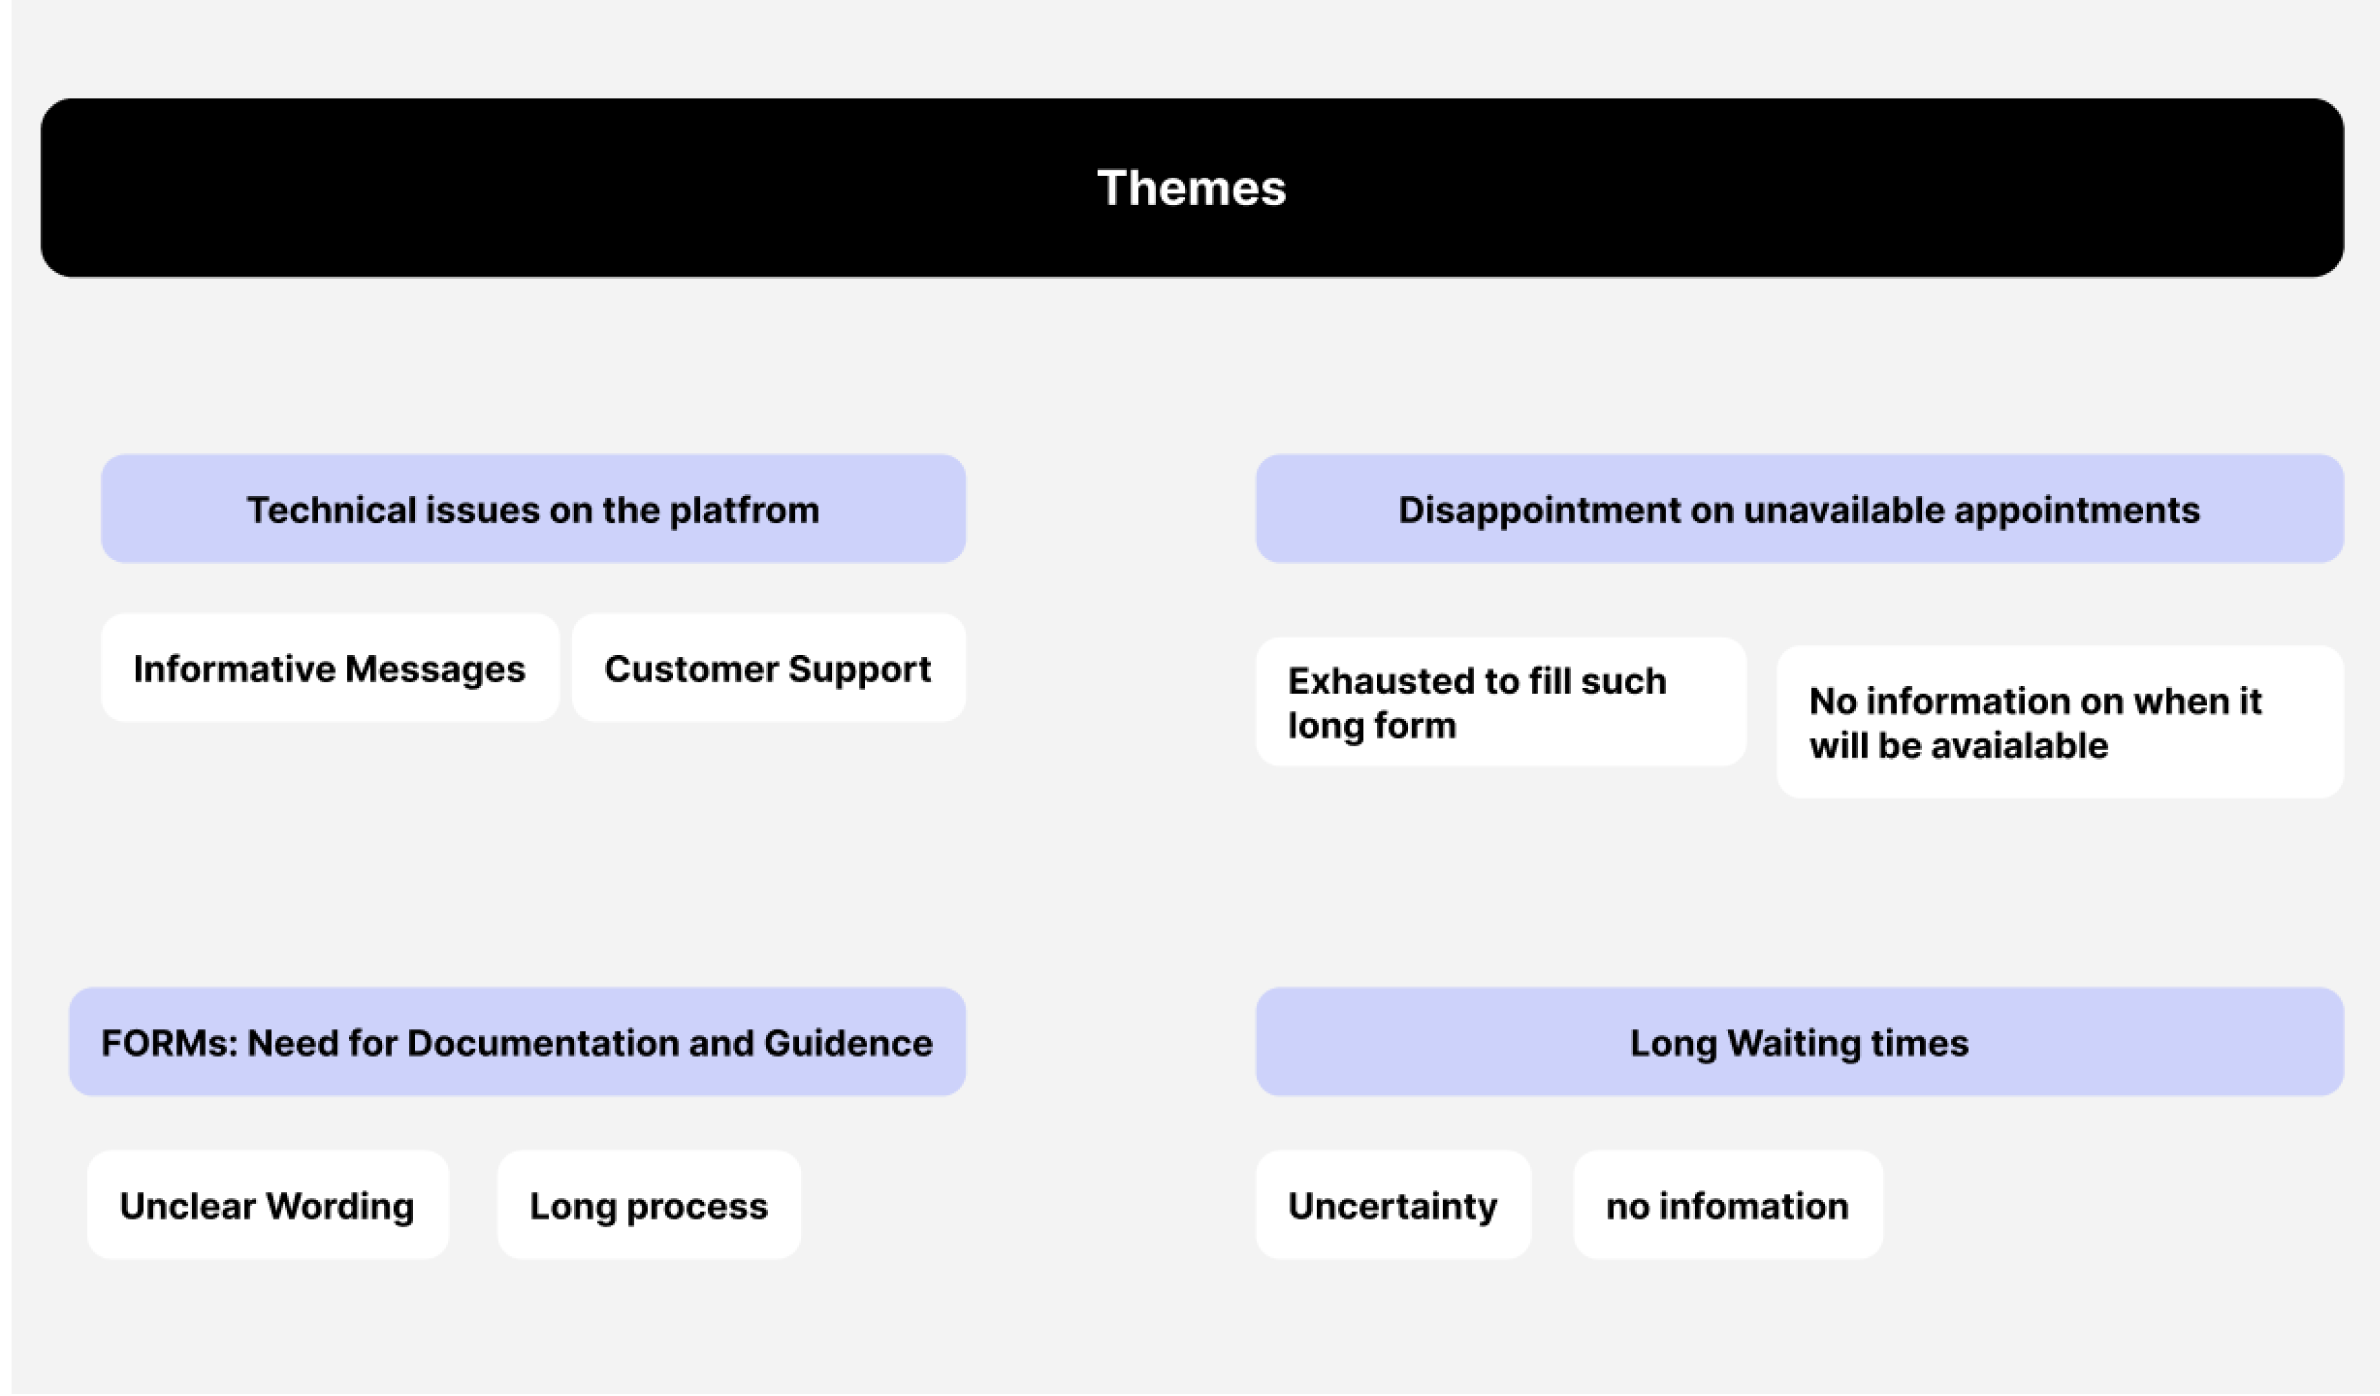 Themes
Technical issues on the platfrom
Disappointment on unavailable appointments
Informative Messages
Customer Support
Exhausted to fill such
long form
No information on when it
will be avaialable
FORMs: Need for Documentation and Guidence
Long Waiting times
Unclear Wording
Long process
Uncertainty
no infomation